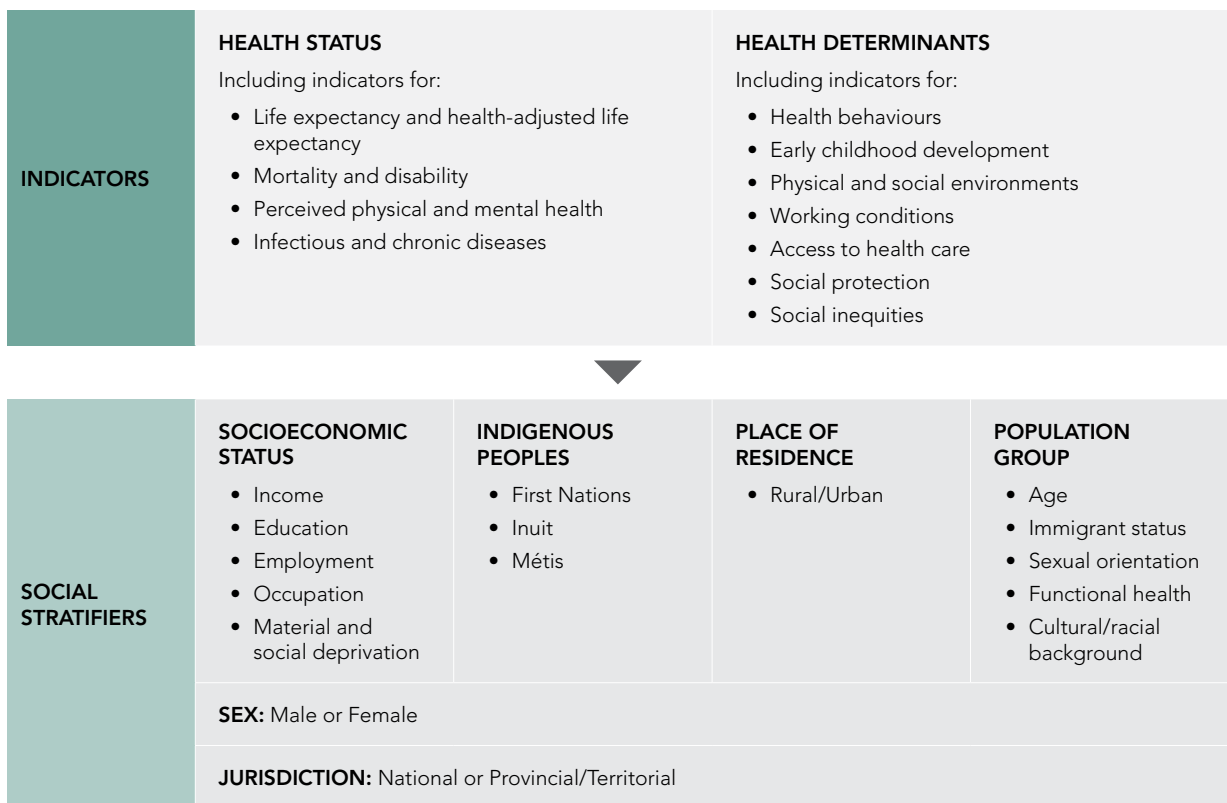 INDICATORS
HEALTH STATUS
Including indicators for:
• Life expectancy and health-adjusted life
expectancy
• Mortality and disability
• Perceived physical and mental health
• Infectious and chronic diseases
HEALTH DETERMINANTS
Including indicators for:
• Health behaviours
• Early childhood development
• Physical and social environments
• Working conditions
• Access to health care
• Social protection
• Social inequities
SOCIAL
STRATIFIERS
SOCIOECONOMIC
STATUS
• Income
• Education
• Employment
• Occupation
• Material and
social deprivation
INDIGENOUS
PEOPLES
• First Nations
• Inuit
• Métis
PLACE OF
RESIDENCE
• Rural/Urban
POPULATION
GROUP
• Age
• Immigrant status
• Sexual orientation
• Functional health
• Cultural/racial
background
SEX: Male or Female
JURISDICTION: National or Provincial/Territorial